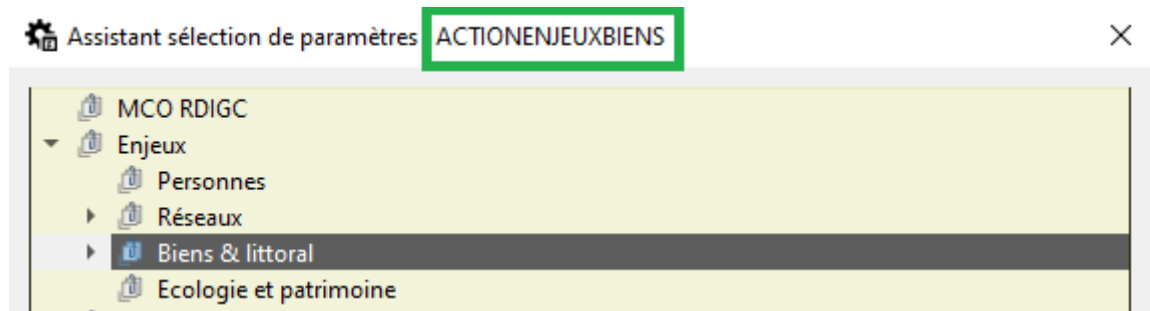 Assistant sélection de paramètres ACTIONENJEUXBIENS
MCO RDIGC
Enjeux
Personnes
Réseaux
Biens & littoral
Ecologie et patrimoine